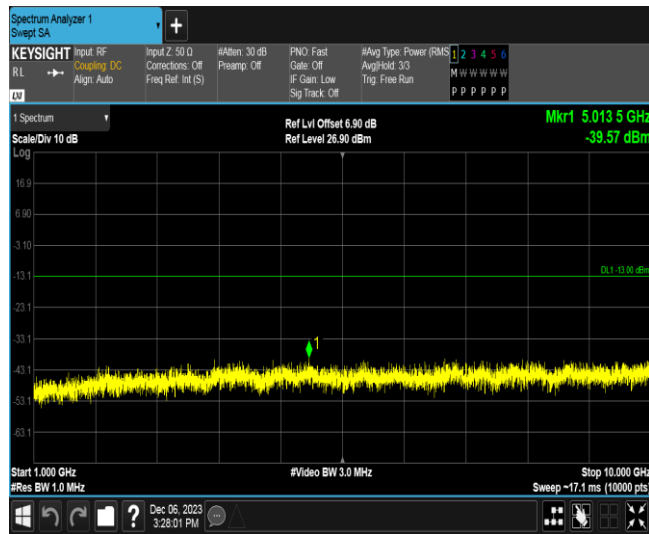 Spectrum Analyzer 1
Swept SA
KEYSIGHT
RL
LXI
Input: RF
Coupling: DC
Align: Auto
Input Z: 50 Ω
Corrections: Off
Freq Ref: Int (S)
#Atten: 30 dB
Preamp: Off
PNO: Fast
Gate: Off
IF Gain: Low
Sig Track: Off
#Avg Type: Power (RMS
Avg|Hold: 3/3
Trig: Free Run
1 2 3 4 5 6
M W W W W W
P P P P P P
1 Spectrum
Scale/Div 10 dB
Log
Ref Lvl Offset 6.90 dB
Ref Level 26.90 dBm
Mkr1 5.013 5 GHz
-39.57 dBm
16.9
6.90
-3.10
-13.1
-23.1
-33.1
-43.1
-53.1
-63.1
DL1 -13.00 dBm
1
Start 1.000 GHz
#Res BW 1.0 MHz
#Video BW 3.0 MHz
Stop 10.000 GHz
Sweep ~17.1 ms (10000 pts)
?
Dec 06, 2023
3:28:01 PM